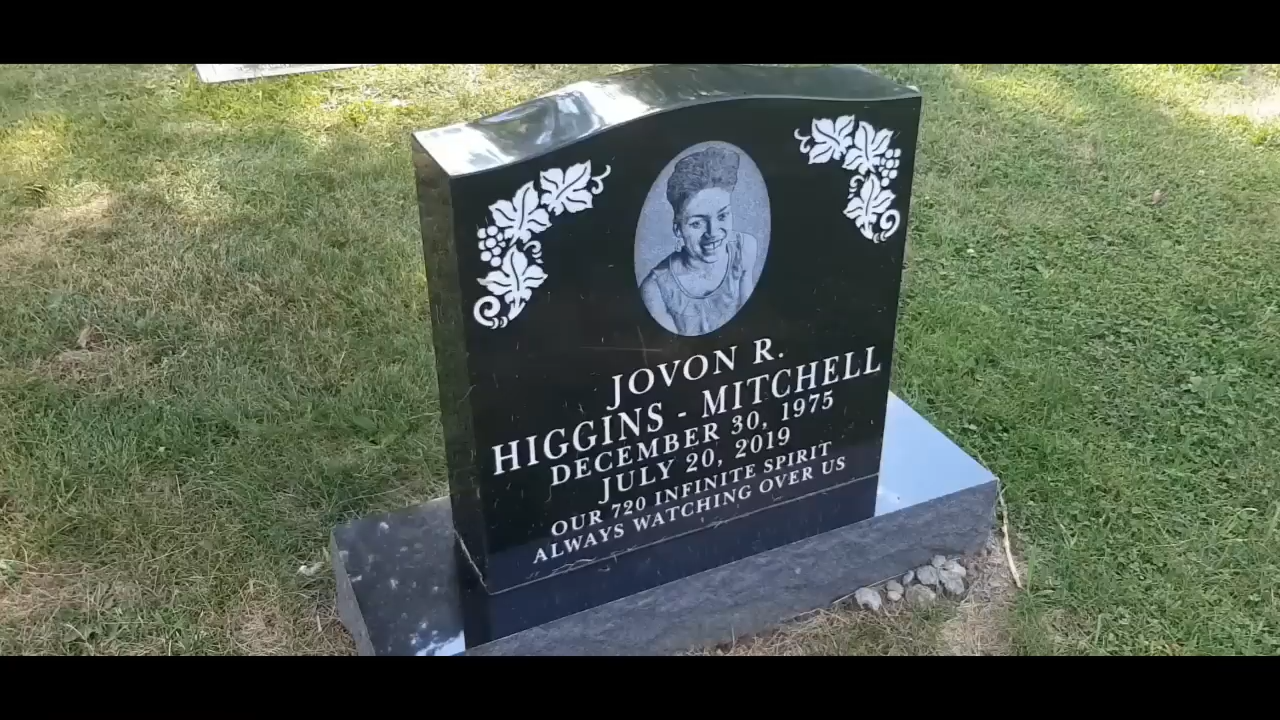 JOVON R.
HIGGINS - MITCHELL
DECEMBER 30, 1975
JULY 20, 2019
OUR 720 INFINITE SPIRIT
ALWAYS WATCHING OVER US